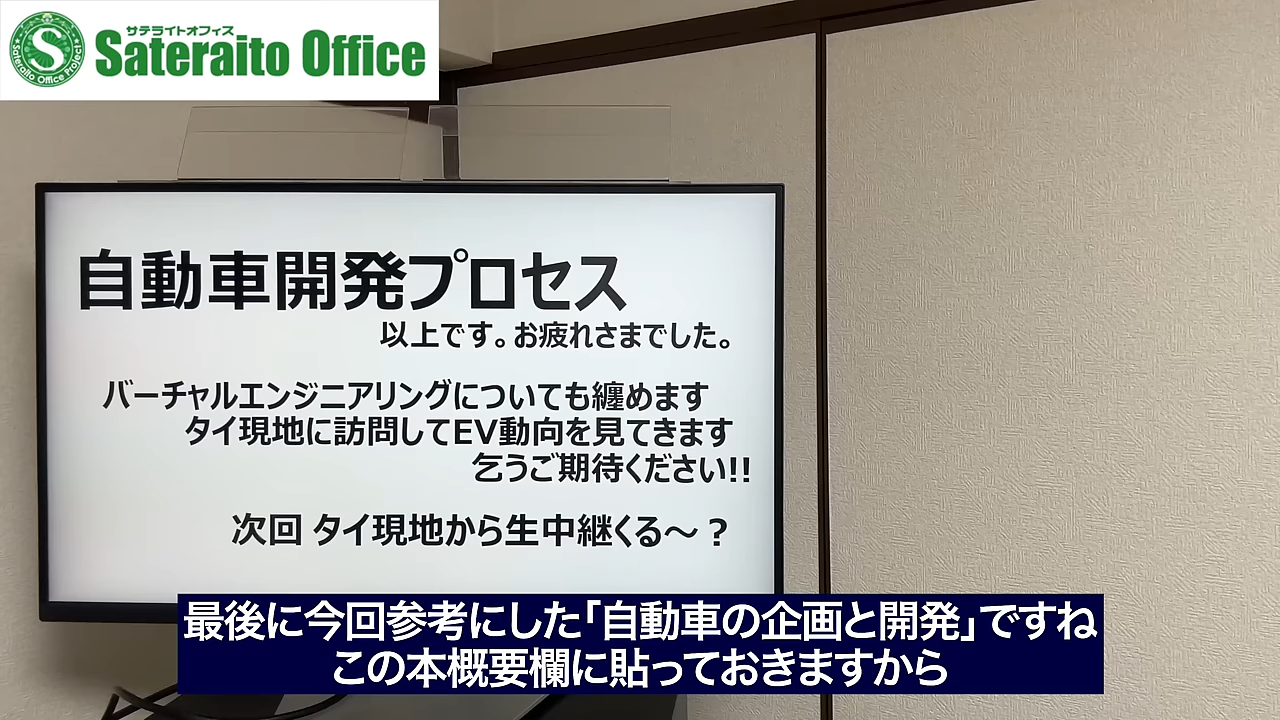 サテライトオフィス
Sateraito Office
Sateraito Office Project
自動車開発プロセス
以上です。お疲れさまでした。
バーチャルエンジニアリングについても纏めます
タイ現地に訪問してEV動向を見てきます
乞うご期待ください!!
次回 タイ現地から生中継くる～？
最後に今回参考にした「自動車の企画と開発」ですね
この本概要欄に貼っておきますから